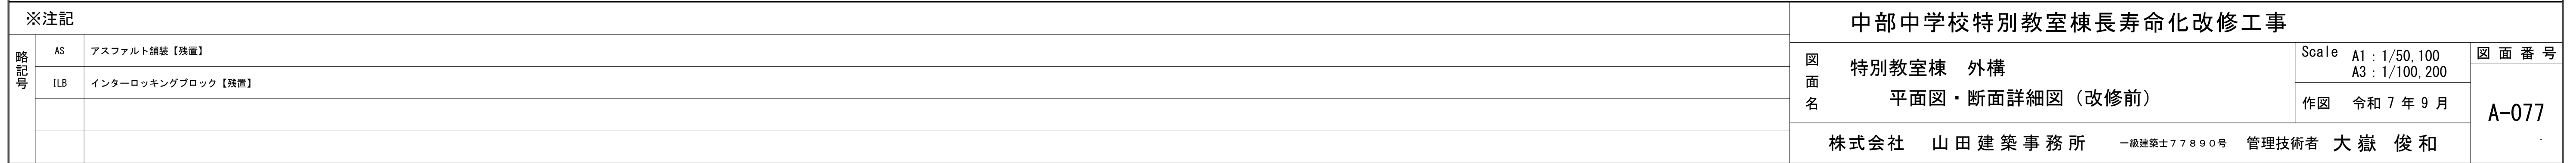 ※注記
略記号
AS アスファルト舗装【残置】
ILB インターロッキングブロック【残置】
中部中学校特別教室棟長寿命化改修工事
図面名
特別教室棟 外構
平面図・断面詳細図（改修前）
Scale A1：1/50,100
A3：1/100,200
作図 令和 7 年 9 月
図面番号
A-077
株式会社 山田建築事務所 一級建築士７７８９０号 管理技術者 大嶽 俊和